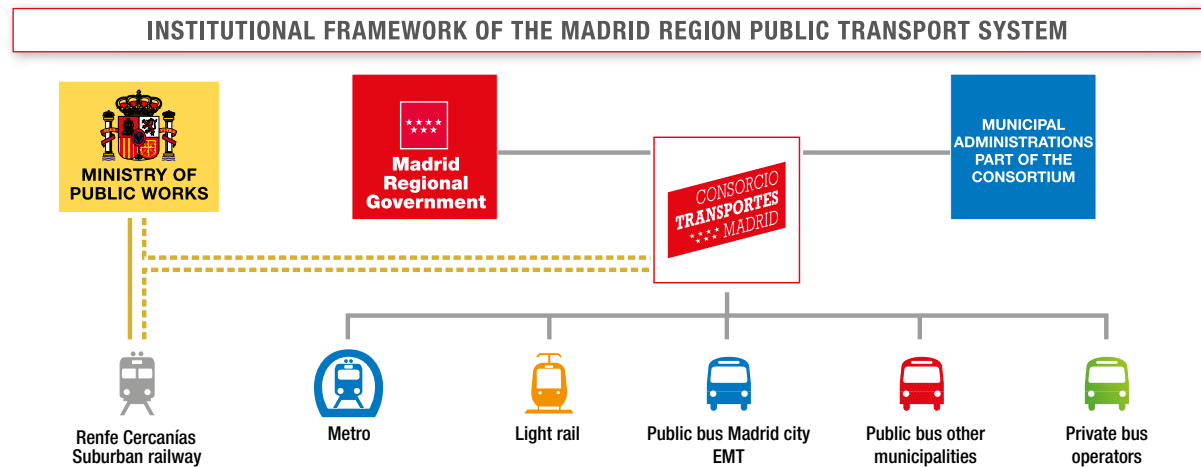 INSTITUTIONAL FRAMEWORK OF THE MADRID REGION PUBLIC TRANSPORT SYSTEM
MINISTRY OF
PUBLIC WORKS
Madrid
Regional
Government
CONSORCIO
TRANSPORTES
MADRID
MUNICIPAL
ADMINISTRATIONS
PART OF THE
CONSORTIUM
Renfe Cercanías
Suburban railway
Metro
Light rail
Public bus Madrid city
EMT
Public bus other
municipalities
Private bus
operators